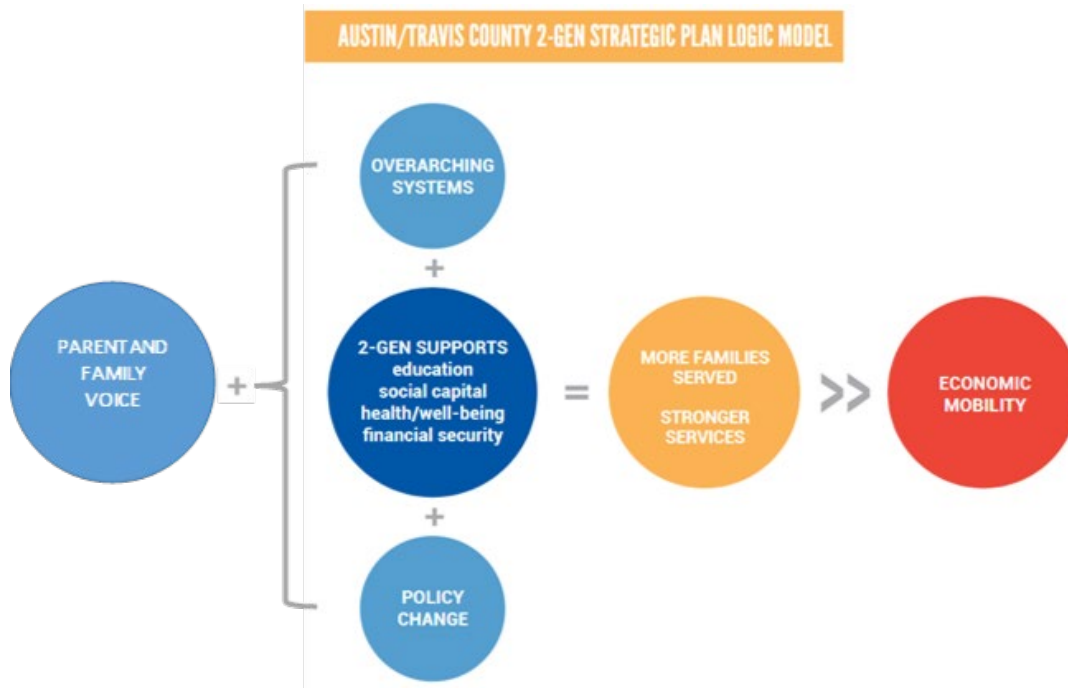 AUSTIN/TRAVIS COUNTY 2-GEN STRATEGIC PLAN LOGIC MODEL
PARENT AND
FAMILY
VOICE
+
OVERARCHING
SYSTEMS
+
2-GEN SUPPORTS
education
social capital
health/well-being
financial security
+
POLICY
CHANGE
=
MORE FAMILIES
SERVED
STRONGER
SERVICES
>>
ECONOMIC
MOBILITY